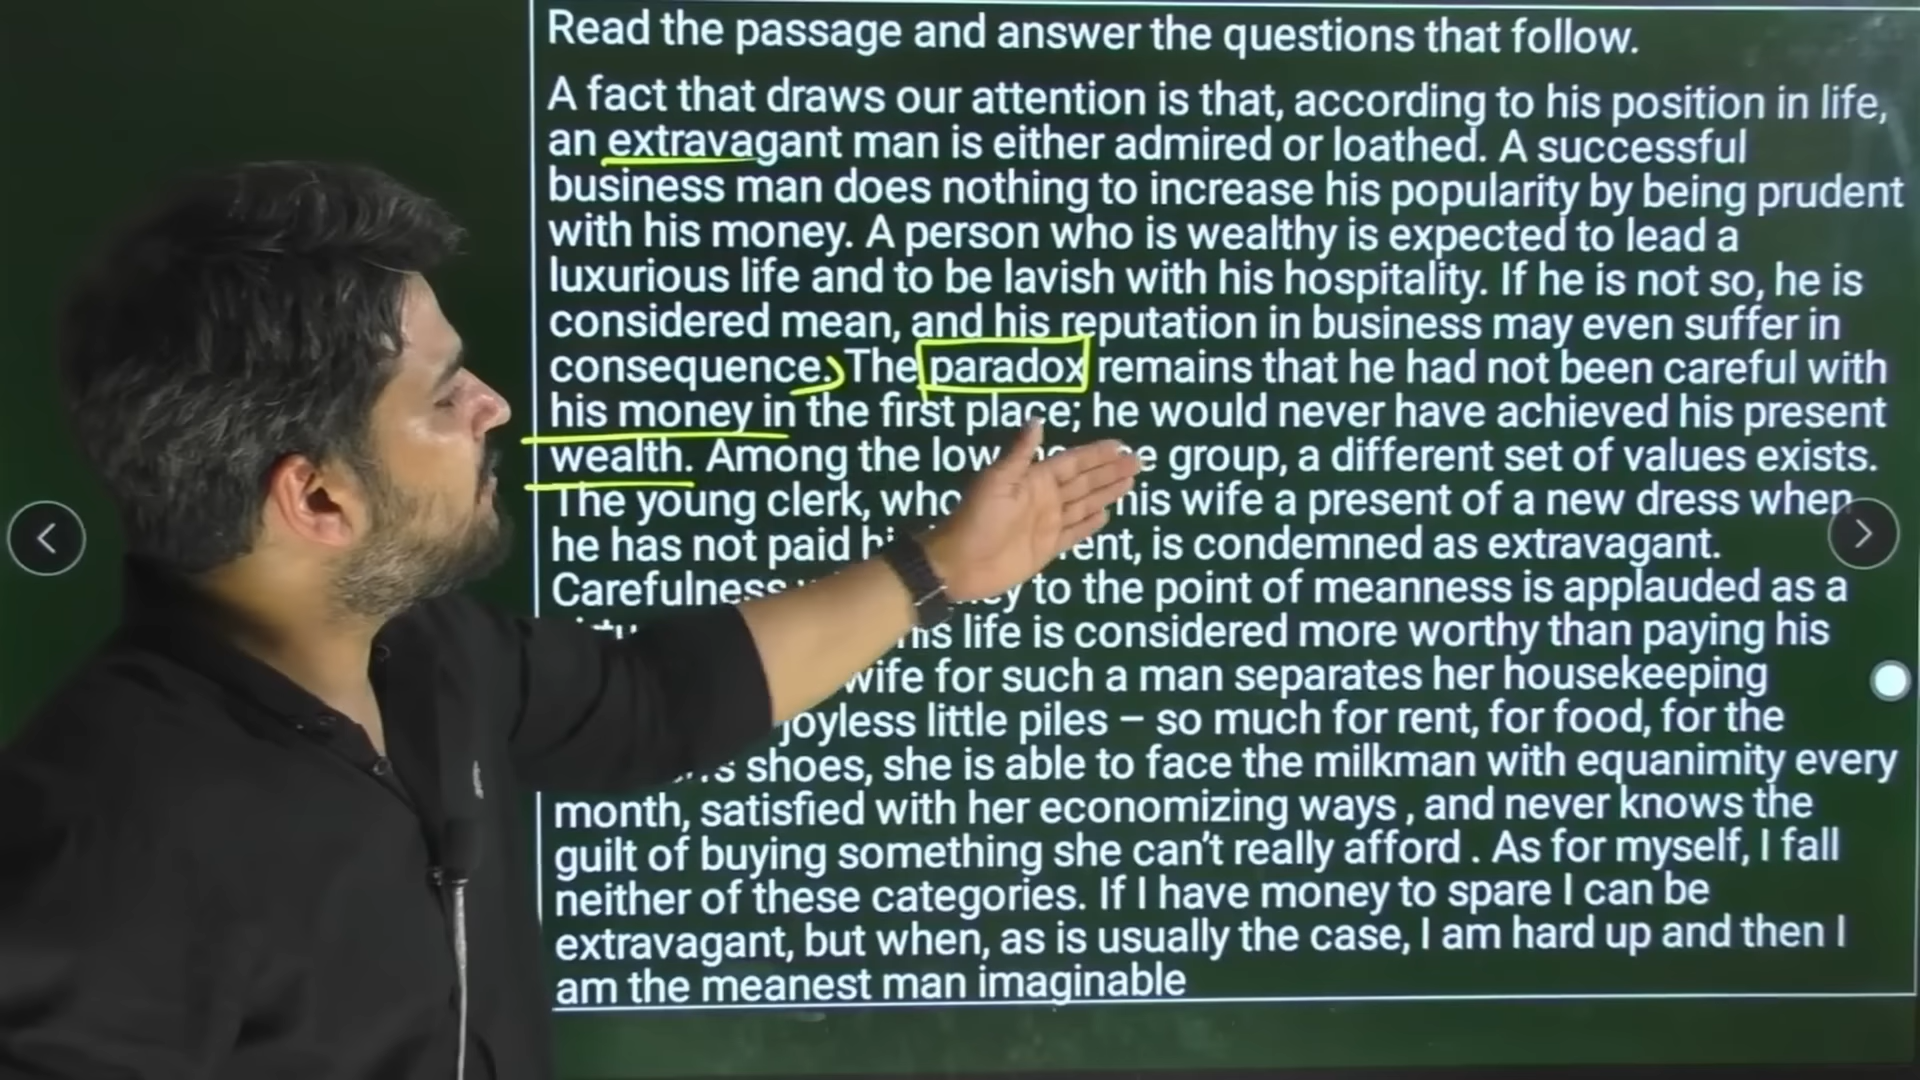 Read the passage and answer the questions that follow.
A fact that draws our attention is that, according to his position in life,
an extravagant man is either admired or loathed. A successful
business man does nothing to increase his popularity by being prudent
with his money. A person who is wealthy is expected to lead a
luxurious life and to be lavish with his hospitality. If he is not so, he is
considered mean, and his reputation in business may even suffer in
consequence. The paradox remains that he had not been careful with
his money in the first place; he would never have achieved his present
wealth. Among the low group, a different set of values exists.
The young clerk, who his wife a present of a new dress when
he has not paid is condemned as extravagant.
Carefulness to the point of meanness is applauded as a
life is considered more worthy than paying his
wife for such a man separates her housekeeping
joyless little piles – so much for rent, for food, for the
shoes, she is able to face the milkman with equanimity every
month, satisfied with her economizing ways , and never knows the
guilt of buying something she can't really afford . As for myself, I fall
neither of these categories. If I have money to spare I can be
extravagant, but when, as is usually the case, I am hard up and then I
am the meanest man imaginable